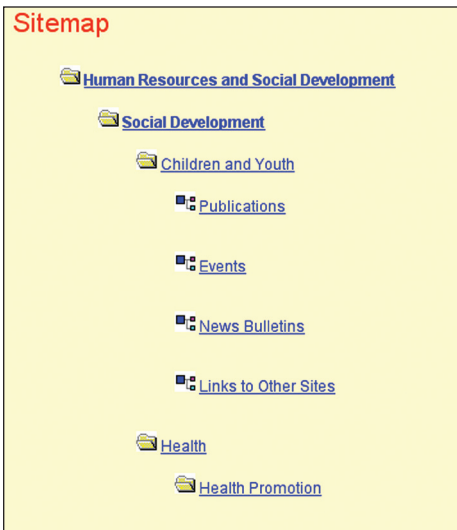 Sitemap
Human Resources and Social Development
Social Development
Children and Youth
Publications
Events
News Bulletins
Links to Other Sites
Health
Health Promotion